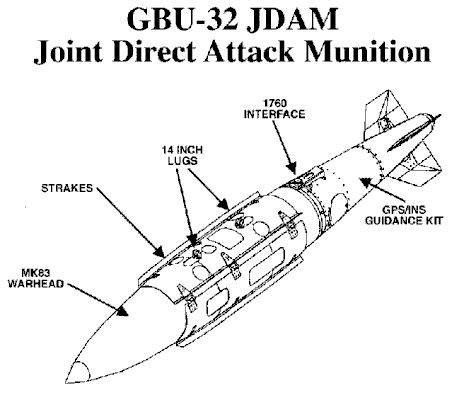 GBU-32 JDAM
Joint Direct Attack Munition
1760
INTERFACE
14 INCH
LUGS
STRAKES
GPS/INS
GUIDANCE KIT
MK83
WARHEAD